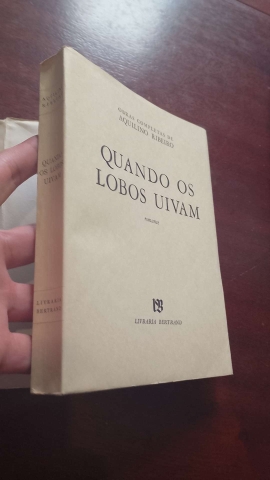 OBRAS COMPLETAS DE
AQUILINO RIBEIRO
QUANDO OS
LOBOS UIVAM
ROMANCE
LIVRARIA BERTRAND
QUANDO
OS LOBOS
UIVAM
LIVRARIA
BERTRAND